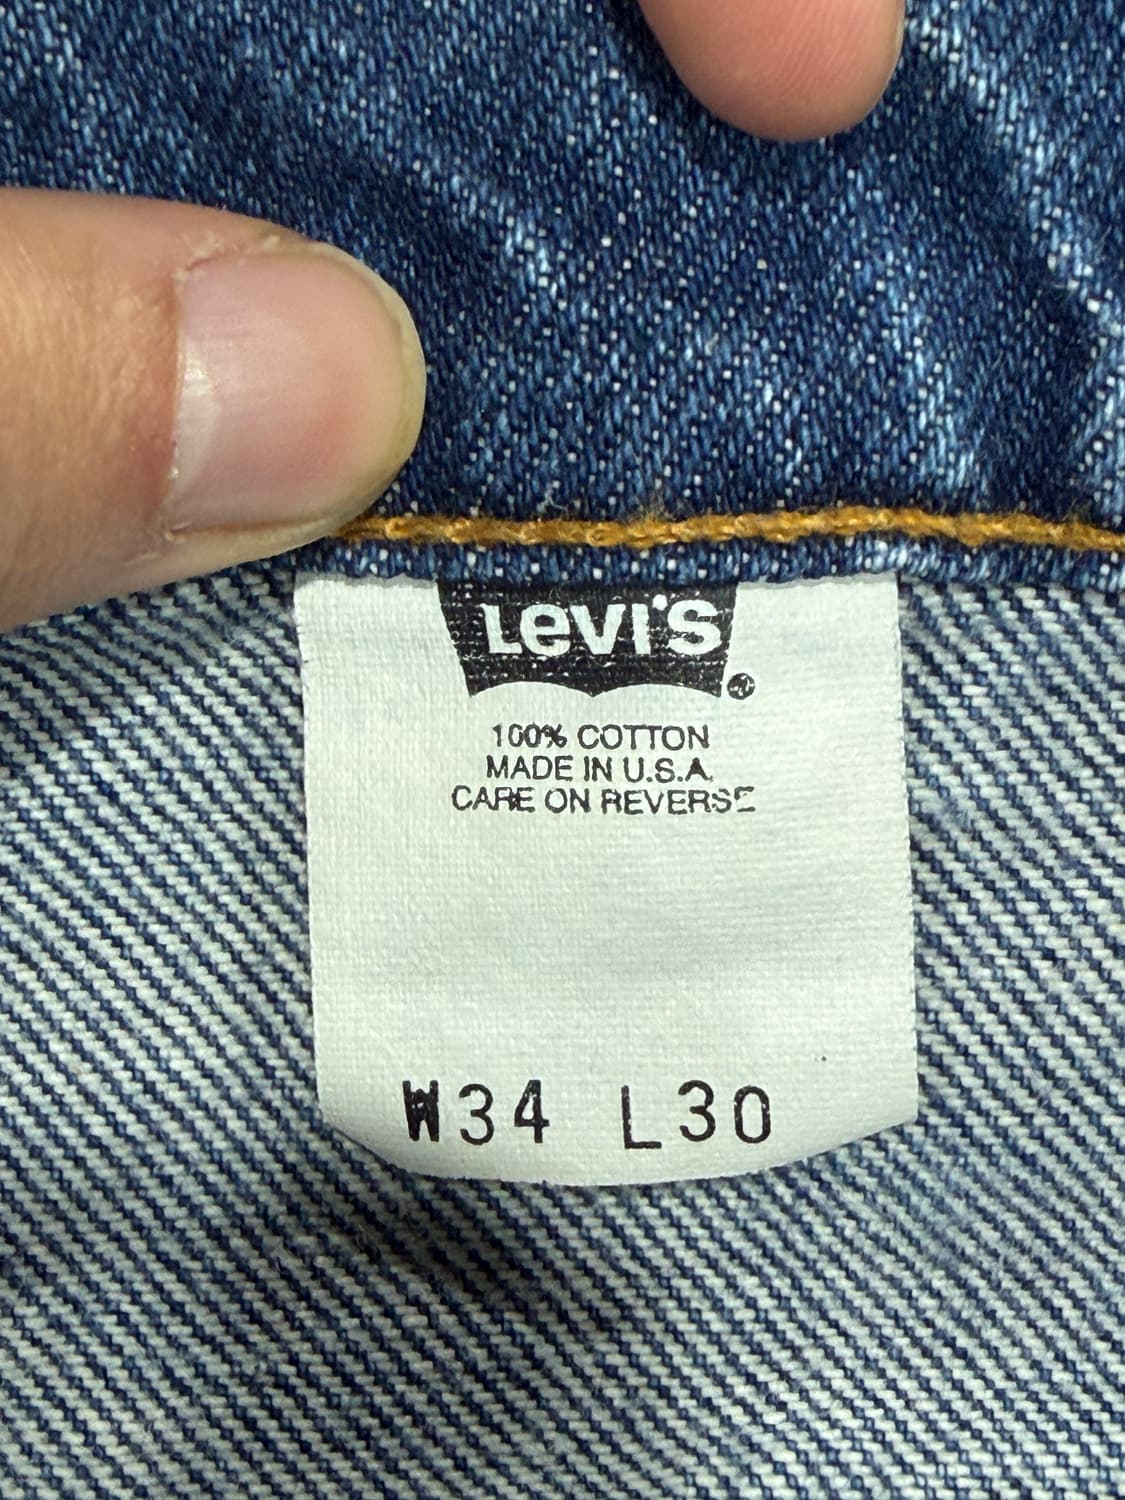 Levi's ®
100% COTTON
MADE IN U.S.A.
CARE ON REVERSE
W34 L30